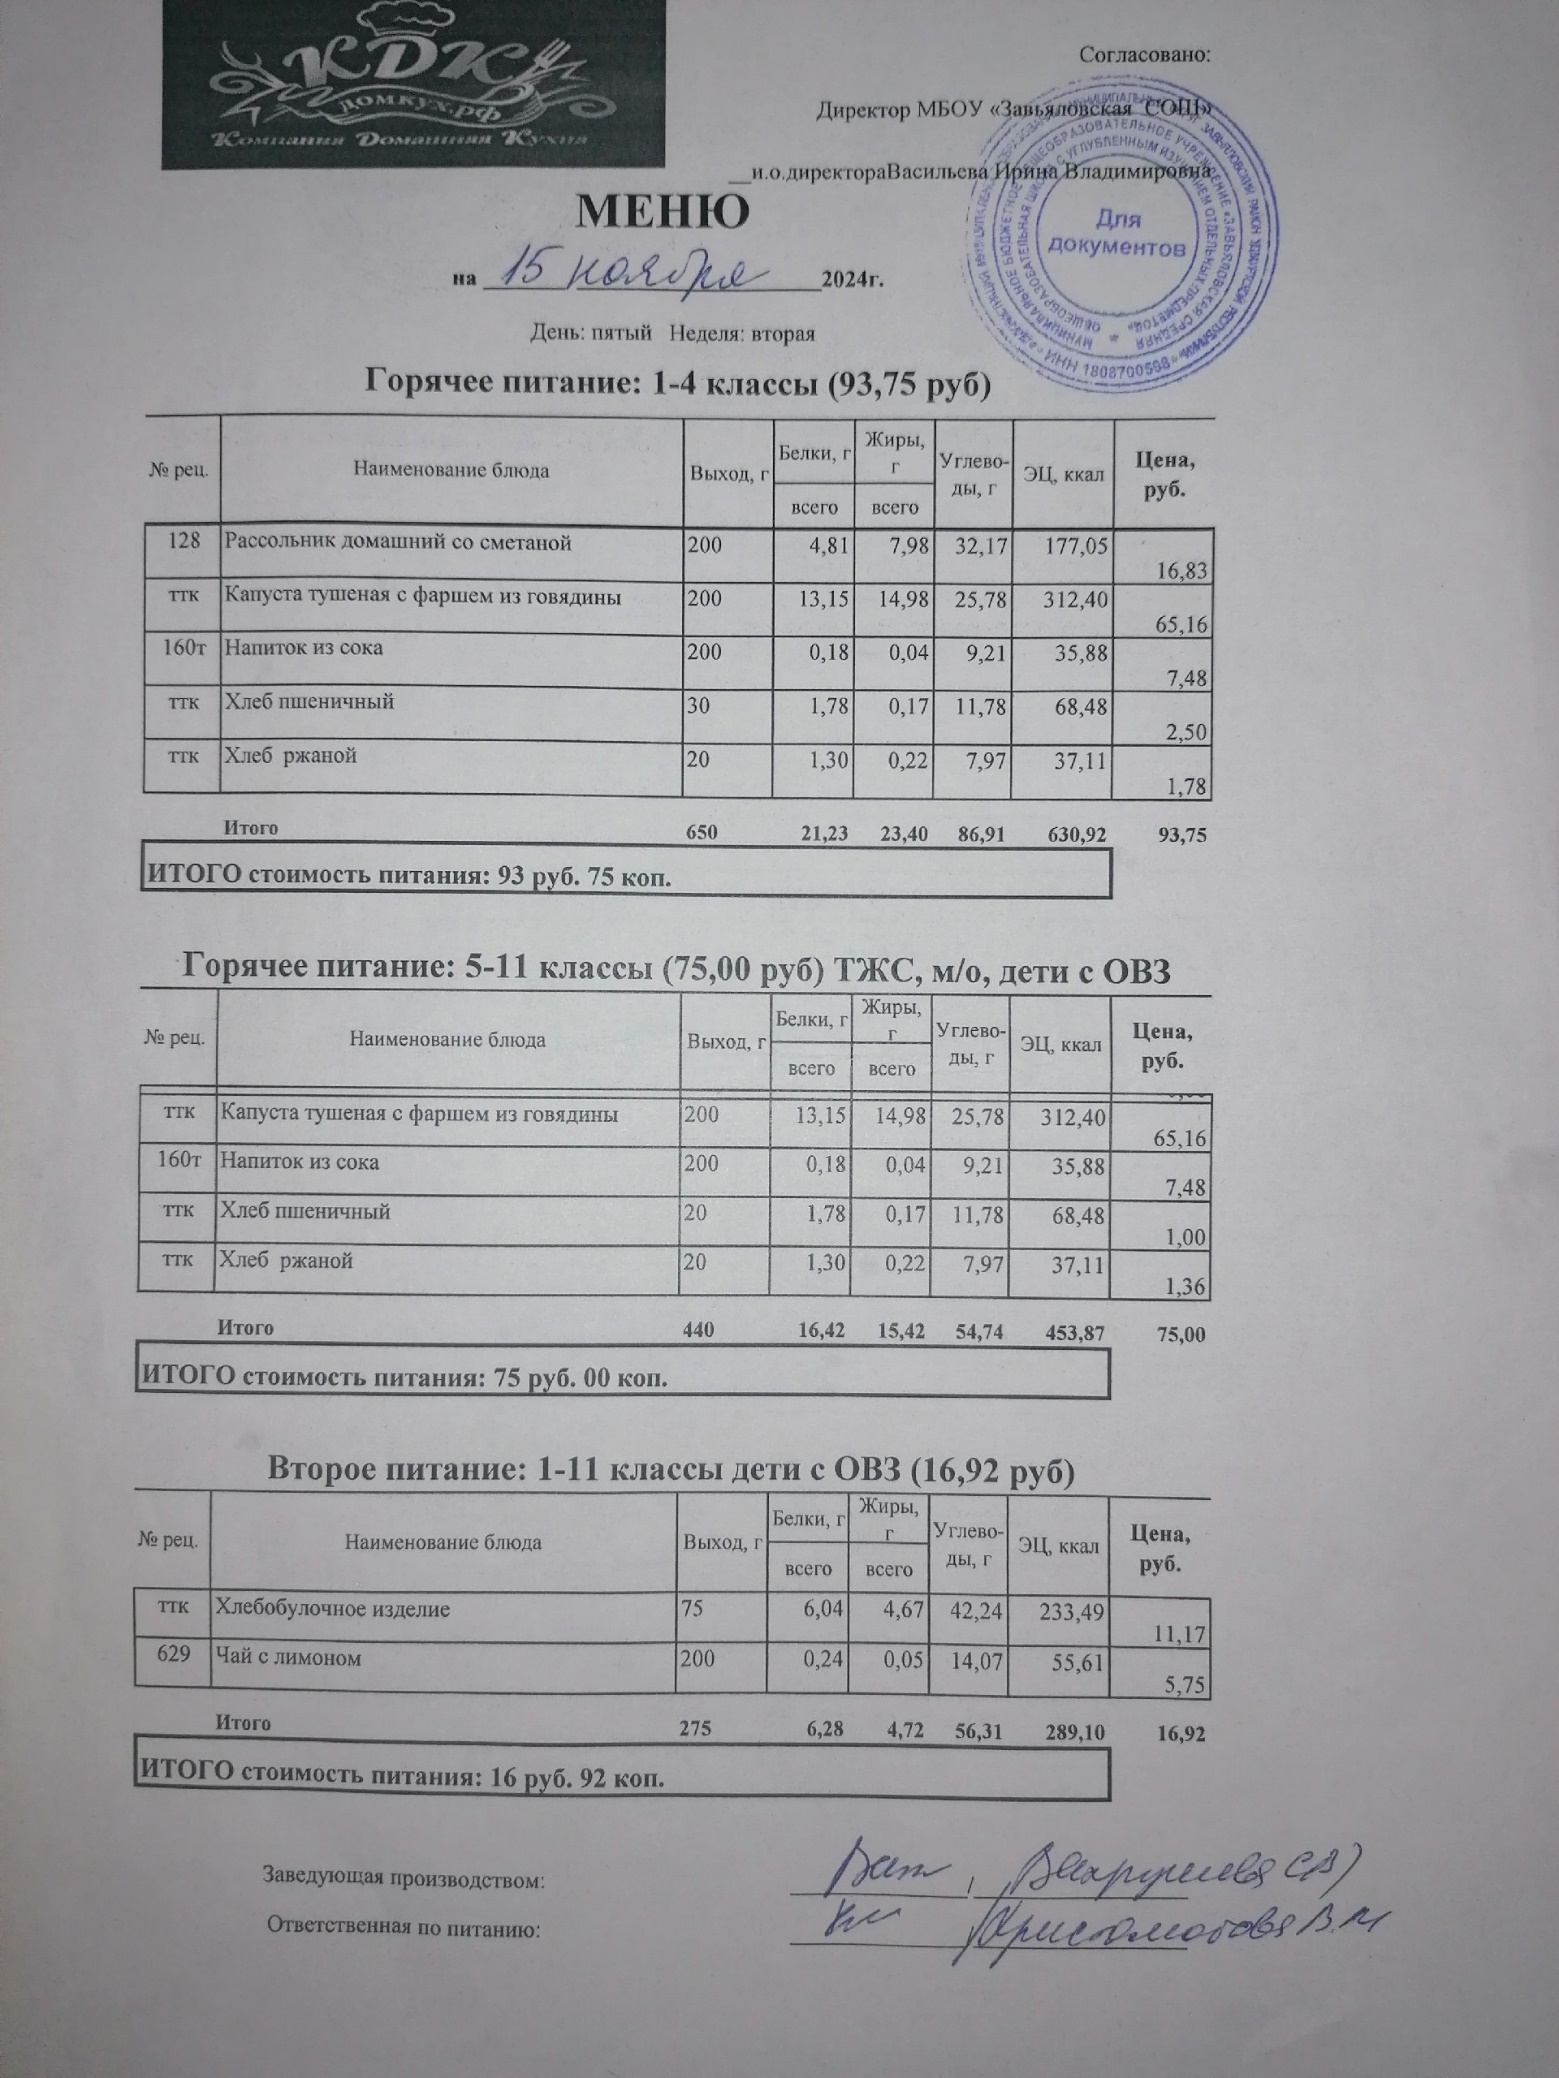 КДК
домкух.рф
Компания Домашняя Кухня
Согласовано:
Директор МБОУ «Завьяловская СОШ»
__и.о.директораВасильева Ирина Владимировна
Для
документов
ИНН 1808700598
МЕНЮ
на 15 ноября 2024г.
День: пятый Неделя: вторая
Горячее питание: 1-4 классы (93,75 руб)
№ рец. Наименование блюда Выход, г Белки, г всего Жиры, г всего Углево-ды, г ЭЦ, ккал Цена, руб.
128 Рассольник домашний со сметаной 200 4,81 7,98 32,17 177,05 16,83
ттк Капуста тушеная с фаршем из говядины 200 13,15 14,98 25,78 312,40 65,16
160т Напиток из сока 200 0,18 0,04 9,21 35,88 7,48
ттк Хлеб пшеничный 30 1,78 0,17 11,78 68,48 2,50
ттк Хлеб ржаной 20 1,30 0,22 7,97 37,11 1,78
Итого 650 21,23 23,40 86,91 630,92 93,75
ИТОГО стоимость питания: 93 руб. 75 коп.
Горячее питание: 5-11 классы (75,00 руб) ТЖС, м/о, дети с ОВЗ
№ рец. Наименование блюда Выход, г Белки, г всего Жиры, г всего Углево-ды, г ЭЦ, ккал Цена, руб.
ттк Капуста тушеная с фаршем из говядины 200 13,15 14,98 25,78 312,40 65,16
160т Напиток из сока 200 0,18 0,04 9,21 35,88 7,48
ттк Хлеб пшеничный 20 1,78 0,17 11,78 68,48 1,00
ттк Хлеб ржаной 20 1,30 0,22 7,97 37,11 1,36
Итого 440 16,42 15,42 54,74 453,87 75,00
ИТОГО стоимость питания: 75 руб. 00 коп.
Второе питание: 1-11 классы дети с ОВЗ (16,92 руб)
№ рец. Наименование блюда Выход, г Белки, г всего Жиры, г всего Углево-ды, г ЭЦ, ккал Цена, руб.
ттк Хлебобулочное изделие 75 6,04 4,67 42,24 233,49 11,17
629 Чай с лимоном 200 0,24 0,05 14,07 55,61 5,75
Итого 275 6,28 4,72 56,31 289,10 16,92
ИТОГО стоимость питания: 16 руб. 92 коп.
Заведующая производством:
Ответственная по питанию: